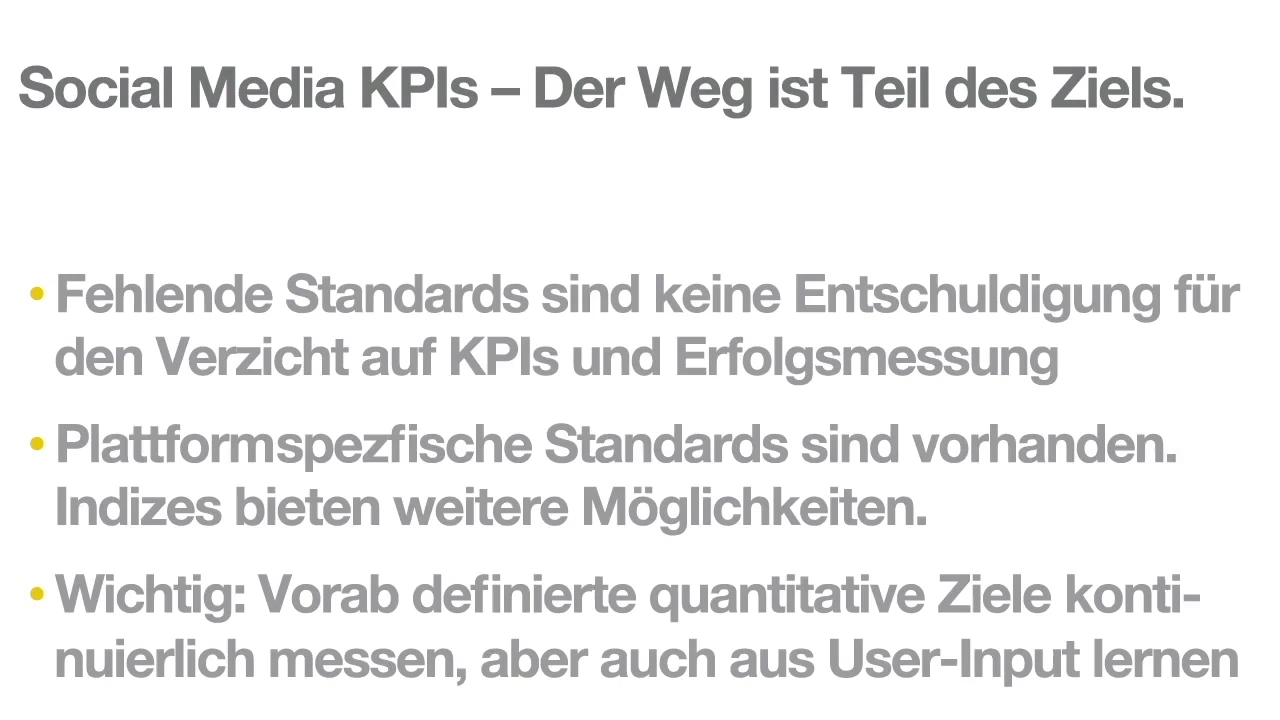 Social Media KPIs – Der Weg ist Teil des Ziels.
• Fehlende Standards sind keine Entschuldigung für
den Verzicht auf KPIs und Erfolgsmessung
• Plattformspezfische Standards sind vorhanden.
Indizes bieten weitere Möglichkeiten.
• Wichtig: Vorab definierte quantitative Ziele konti-
nuierlich messen, aber auch aus User-Input lernen